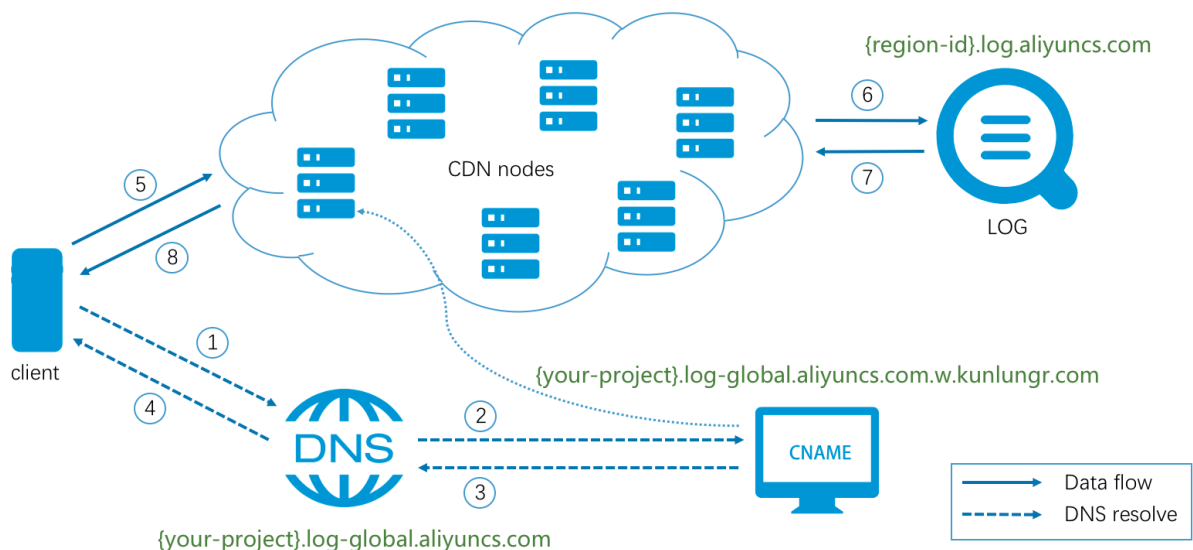 {region-id}.log.aliyuncs.com
6
CDN nodes
5
7
LOG
8
1
client
{your-project}.log-global.aliyuncs.com.w.kunlungr.com
4
2
DNS
CNAME
3
Data flow
DNS resolve
{your-project}.log-global.aliyuncs.com